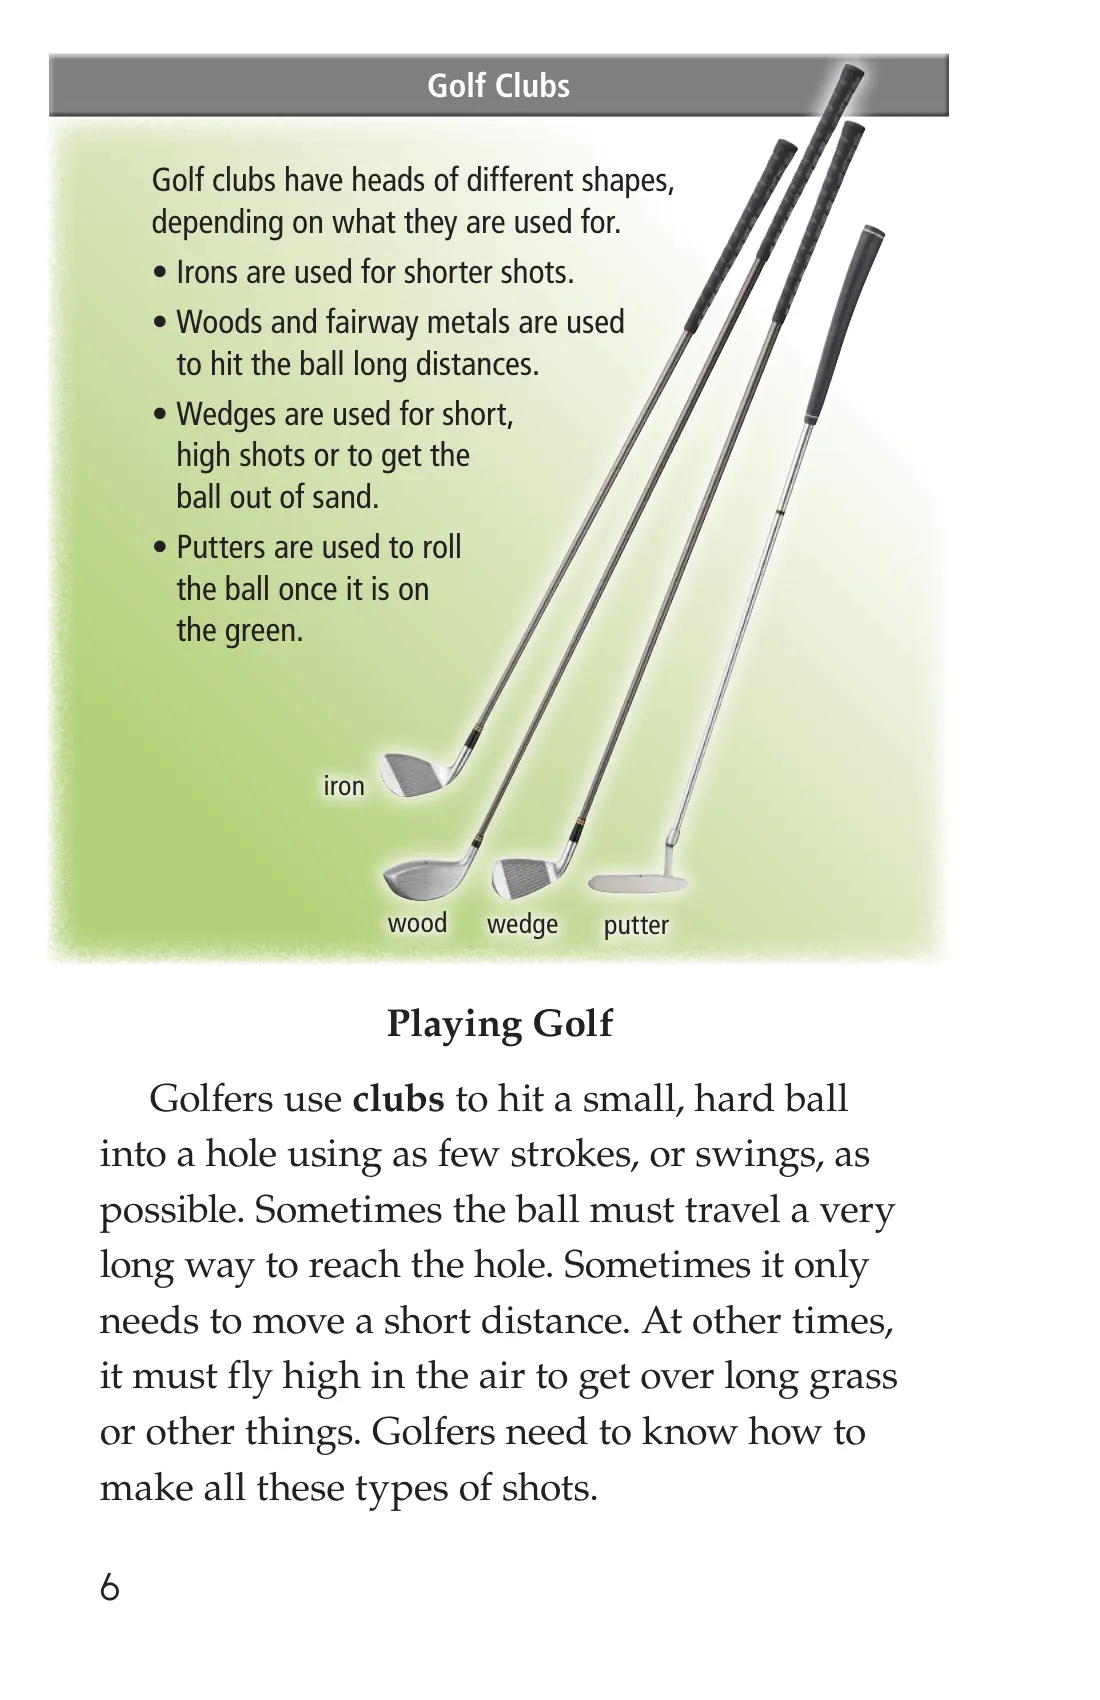 Golf Clubs
Golf clubs have heads of different shapes,
depending on what they are used for.
• Irons are used for shorter shots.
• Woods and fairway metals are used
to hit the ball long distances.
• Wedges are used for short,
high shots or to get the
ball out of sand.
• Putters are used to roll
the ball once it is on
the green.
iron
wood
wedge
putter
Playing Golf
Golfers use clubs to hit a small, hard ball
into a hole using as few strokes, or swings, as
possible. Sometimes the ball must travel a very
long way to reach the hole. Sometimes it only
needs to move a short distance. At other times,
it must fly high in the air to get over long grass
or other things. Golfers need to know how to
make all these types of shots.
6